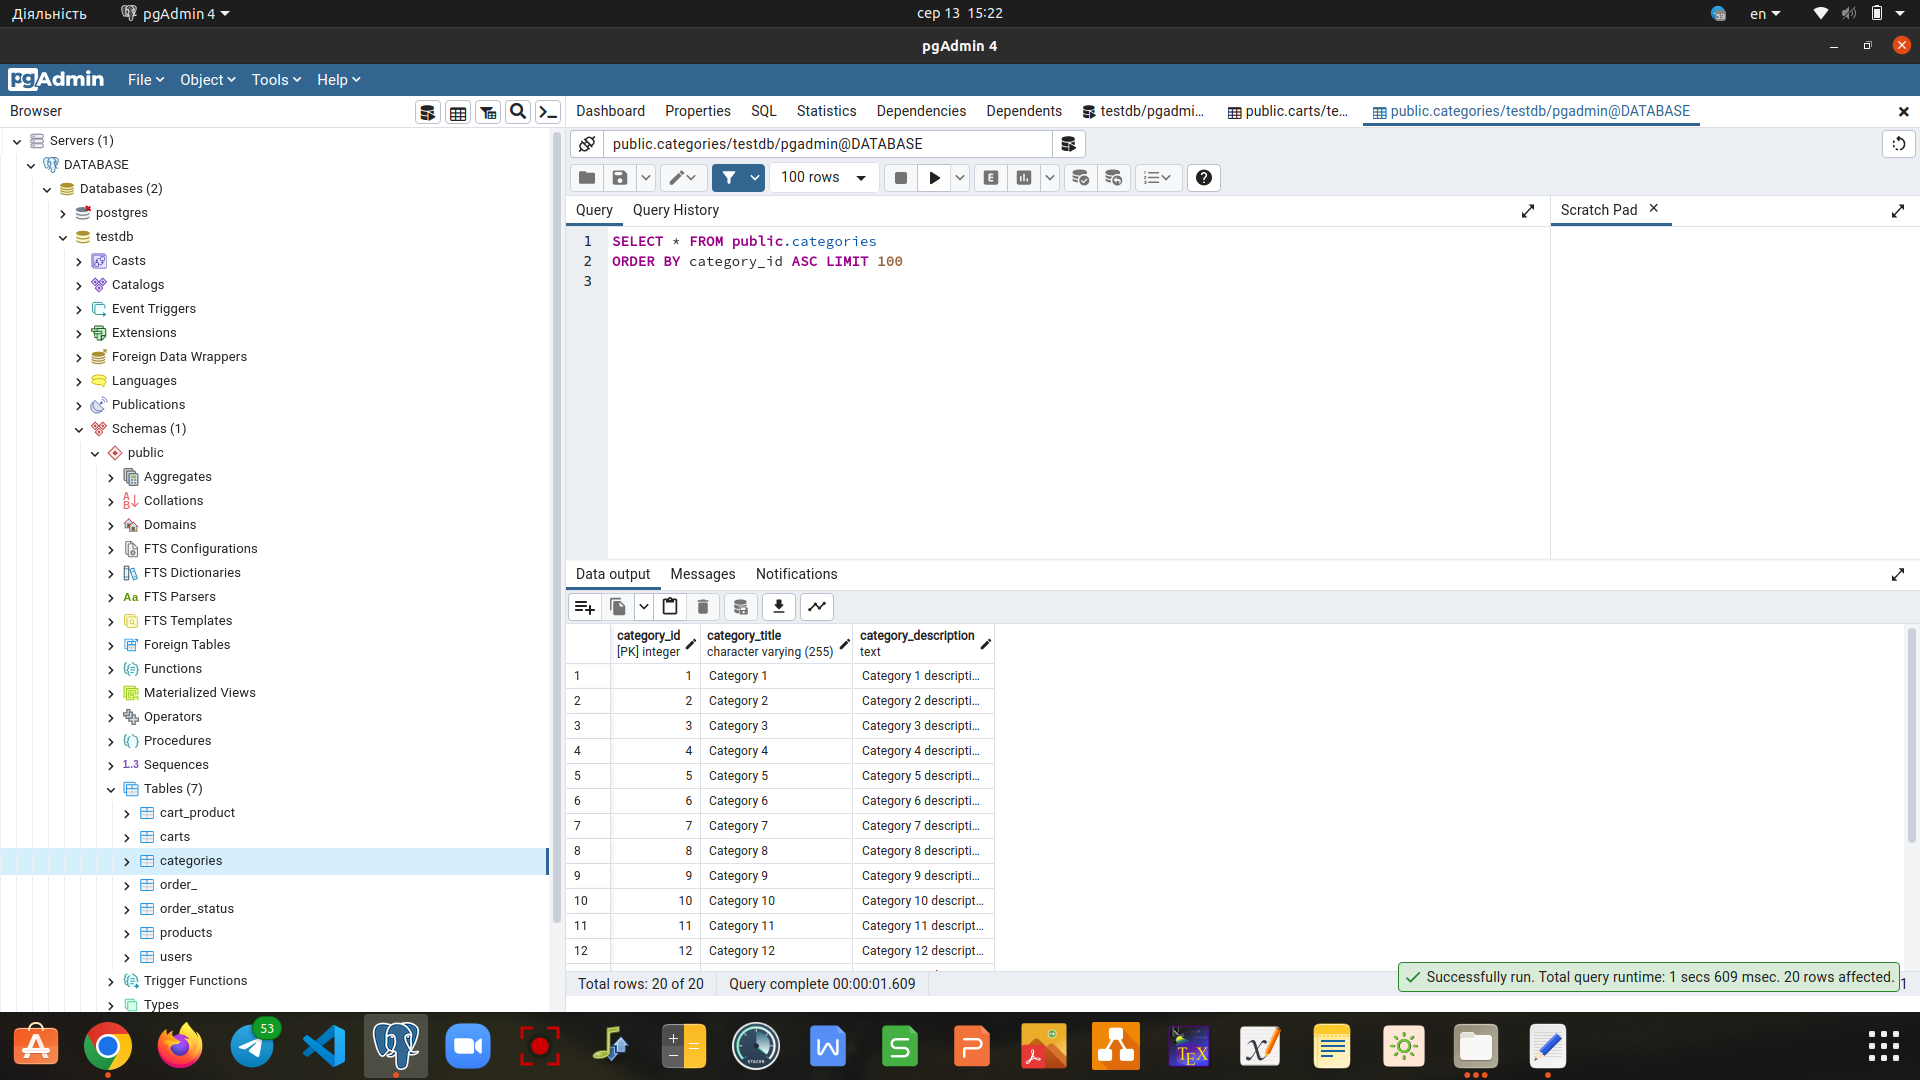 Діяльність
pgAdmin 4
сер 13 15:22
en
pgAdmin 4
pgAdmin
File
Object
Tools
Help
Browser
Dashboard
Properties
SQL
Statistics
Dependencies
Dependents
testdb/pgadmi...
public.carts/te...
public.categories/testdb/pgadmin@DATABASE
public.categories/testdb/pgadmin@DATABASE
100 rows
Query
Query History
Scratch Pad
1 SELECT * FROM public.categories
2 ORDER BY category_id ASC LIMIT 100
3
Servers (1)
DATABASE
Databases (2)
postgres
testdb
Casts
Catalogs
Event Triggers
Extensions
Foreign Data Wrappers
Languages
Publications
Schemas (1)
public
Aggregates
Collations
Domains
FTS Configurations
FTS Dictionaries
Aa FTS Parsers
FTS Templates
Foreign Tables
Functions
Materialized Views
Operators
Procedures
1..3 Sequences
Tables (7)
cart_product
carts
categories
order_
order_status
products
users
Trigger Functions
Types
Data output
Messages
Notifications
category_id [PK] integer
category_title character varying (255)
category_description text
1 1 Category 1 Category 1 descripti...
2 2 Category 2 Category 2 descripti...
3 3 Category 3 Category 3 descripti...
4 4 Category 4 Category 4 descripti...
5 5 Category 5 Category 5 descripti...
6 6 Category 6 Category 6 descripti...
7 7 Category 7 Category 7 descripti...
8 8 Category 8 Category 8 descripti...
9 9 Category 9 Category 9 descripti...
10 10 Category 10 Category 10 descript...
11 11 Category 11 Category 11 descript...
12 12 Category 12 Category 12 descript...
Total rows: 20 of 20
Query complete 00:00:01.609
Successfully run. Total query runtime: 1 secs 609 msec. 20 rows affected.
1
53